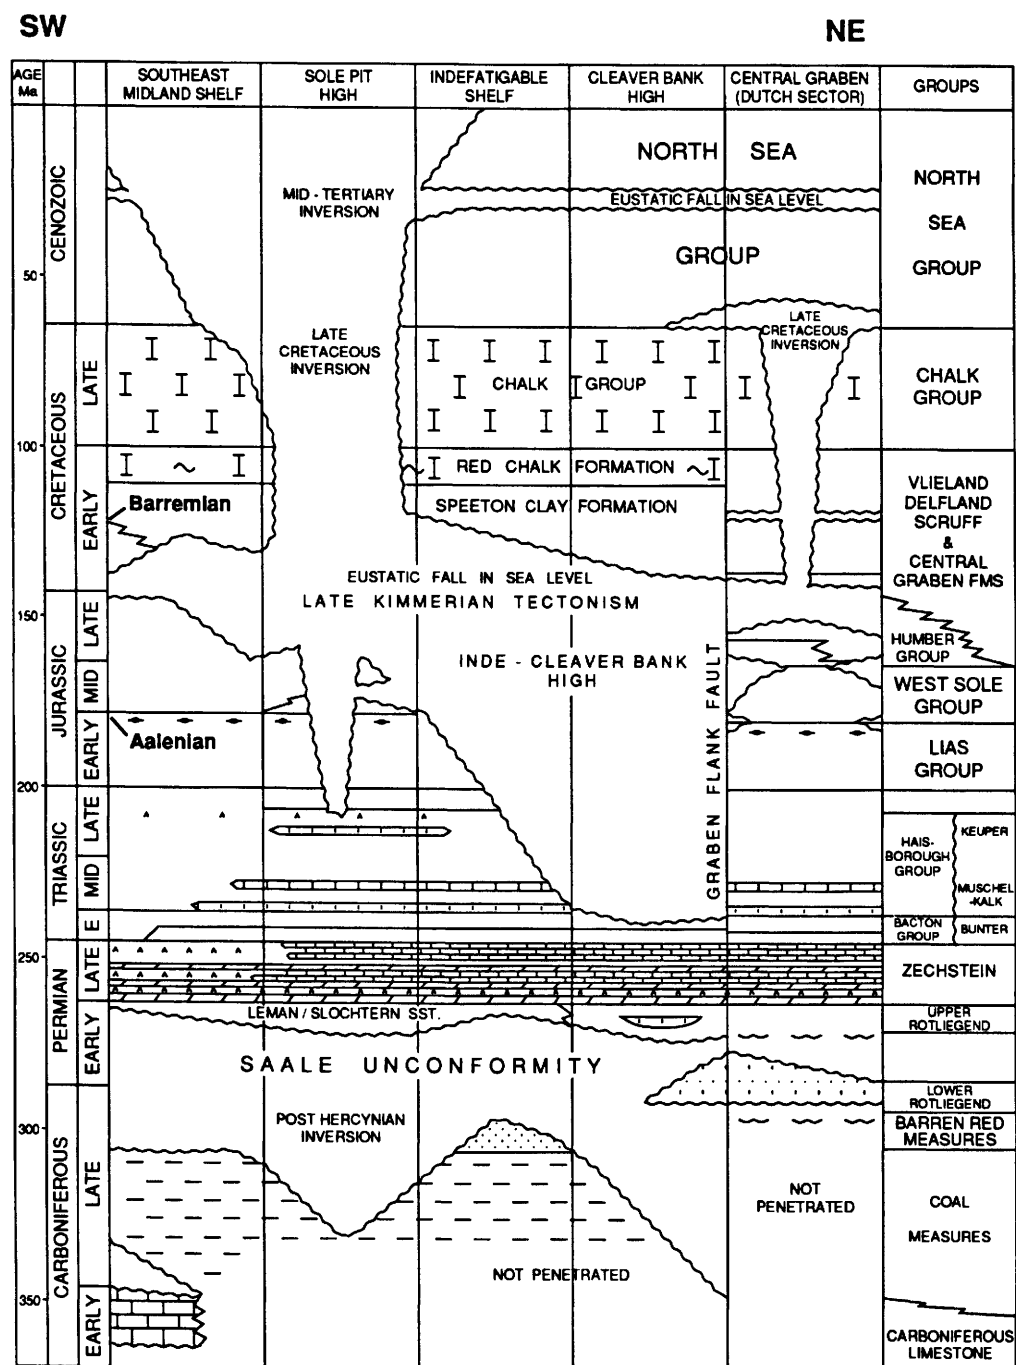 SW
NE
AGE
Ma
SOUTHEAST
MIDLAND SHELF
SOLE PIT
HIGH
INDEFATIGABLE
SHELF
CLEAVER BANK
HIGH
CENTRAL GRABEN
(DUTCH SECTOR)
GROUPS
CENOZOIC
50
NORTH SEA
MID - TERTIARY
INVERSION
EUSTATIC FALL IN SEA LEVEL
GROUP
NORTH
SEA
GROUP
LATE
CRETACEOUS
INVERSION
LATE
CRETACEOUS
INVERSION
CRETACEOUS
LATE
EARLY
100
CHALK GROUP
CHALK
GROUP
RED CHALK FORMATION
SPEETON CLAY FORMATION
Barremian
VLIELAND
DELFLAND
SCRUFF
&
CENTRAL
GRABEN FMS
EUSTATIC FALL IN SEA LEVEL
LATE KIMMERIAN TECTONISM
150
JURASSIC
LATE
MID
EARLY
INDE - CLEAVER BANK
HIGH
GRABEN FLANK FAULT
HUMBER
GROUP
WEST SOLE
GROUP
Aalenian
LIAS
GROUP
200
TRIASSIC
LATE
MID
E
HAIS-
BOROUGH
GROUP
KEUPER
MUSCHEL
-KALK
BACTON
GROUP
BUNTER
250
PERMIAN
LATE
EARLY
ZECHSTEIN
LEMAN / SLOCHTERN SST.
UPPER
ROTLIEGEND
SAALE UNCONFORMITY
LOWER
ROTLIEGEND
300
POST HERCYNIAN
INVERSION
BARREN RED
MEASURES
CARBONIFEROUS
LATE
EARLY
NOT
PENETRATED
COAL
MEASURES
NOT PENETRATED
350
CARBONIFEROUS
LIMESTONE